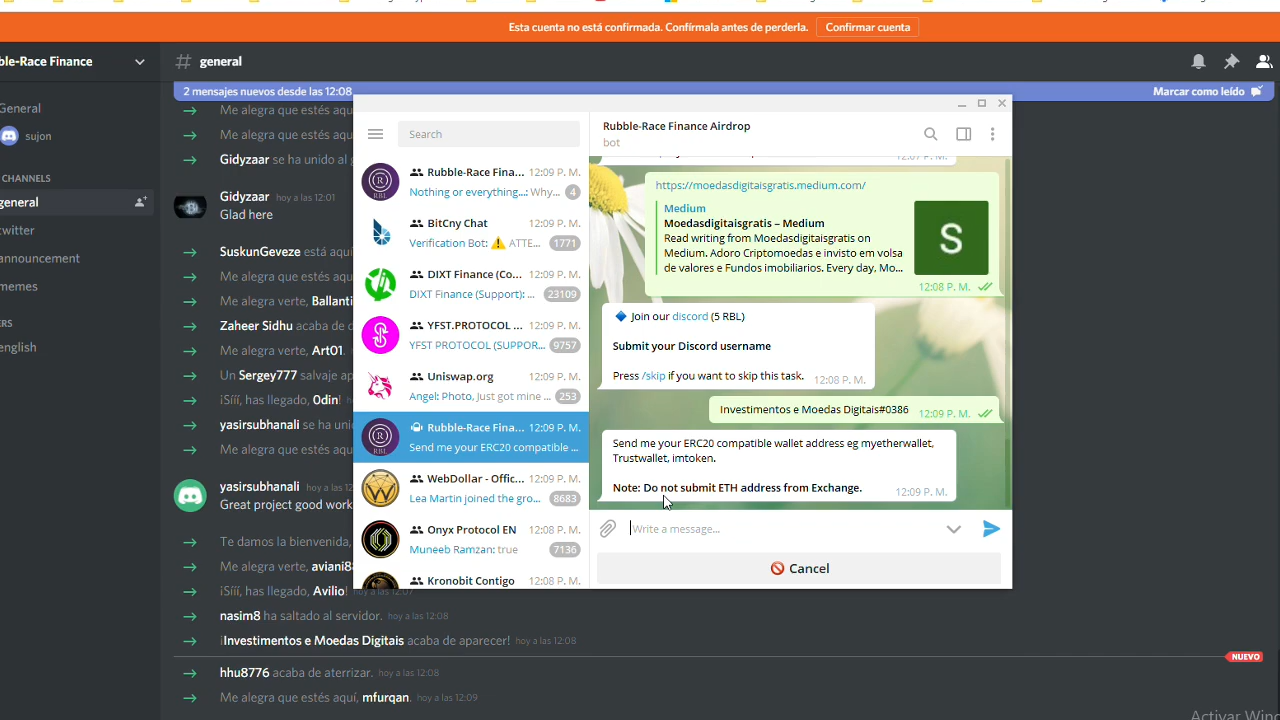 Esta cuenta no está confirmada. Confírmala antes de perderla.
Confirmar cuenta
ble-Race Finance
general
2 mensajes nuevos desde las 12:08
Marcar como leído
General
sujon
CHANNELS
general
announcement
memes
english
Me alegra que estés aquí
Me alegra que estés aquí
Gidyzaar se ha unido al
Gidyzaar hoy a las 12:01
Glad here
SuskunGeveze está aquí
Me alegra que estés aquí
Me alegra verte, Ballanti
Zaheer Sidhu acaba de
Me alegra verte, Art01.
Un Sergey777 salvaje
¡Síií, has llegado, 0din!
yasirsubhanali se ha
Me alegra que estés aquí
yasirsubhanali hoy a las
Great project good work
Te damos la bienvenida,
Me alegra verte, aviani8
¡Síií, has llegado, Avilio!
nasim8 ha saltado al servidor. hoy a las 12:08
¡Investimentos e Moedas Digitais acaba de aparecer! hoy a las 12:08
NUEVO
hhu8776 acaba de aterrizar. hoy a las 12:08
Me alegra que estés aquí, mfurqan. hoy a las 12:09
Search
Rubble-Race Fina... 12:09 P. M.
Nothing or everything...: Why... 4
BitCny Chat 12:09 P. M.
Verification Bot: ⚠ ATTE... 1771
DIXT Finance (Co... 12:09 P. M.
DIXT Finance (Support): ... 23109
YFST.PROTOCOL ... 12:09 P. M.
YFST PROTOCOL (SUPPOR... 9757
Uniswap.org 12:09 P. M.
Angel: Photo, Just got mine ... 253
Rubble-Race Fina... 12:09 P. M.
Send me your ERC20 compatible ...
WebDollar - Offic... 12:09 P. M.
Lea Martin joined the gro... 8683
Onyx Protocol EN 12:08 P. M.
Muneeb Ramzan: true 7136
Kronobit Contigo 12:08 P. M.
RBL
RBL
Rubble-Race Finance Airdrop
bot
https://moedasdigitaisgratis.medium.com/
Medium
Moedasdigitaisgratis – Medium
Read writing from Moedasdigitaisgratis on
Medium. Adoro Criptomoedas e invisto em volsa
de valores e Fundos imobiliarios. Every day, Mo...
S
12:08 P. M.
🔷 Join our discord (5 RBL)
Submit your Discord username
Press /skip if you want to skip this task. 12:08 P. M.
Investimentos e Moedas Digitais#0386 12:09 P. M.
Send me your ERC20 compatible wallet address eg myetherwallet,
Trustwallet, imtoken.
Note: Do not submit ETH address from Exchange. 12:09 P. M.
Write a message...
🚫 Cancel